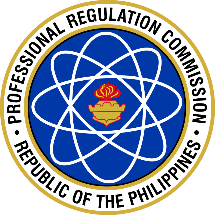 PROFESSIONAL REGULATION COMMISSION
REPUBLIC OF THE PHILIPPINES